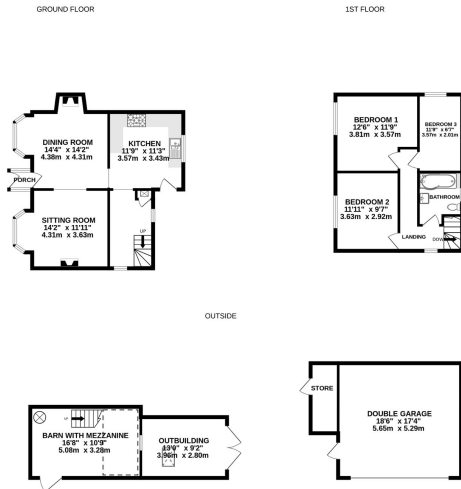 GROUND FLOOR
1ST FLOOR
DINING ROOM
14'4" x 14'2"
4.38m x 4.31m
KITCHEN
11'9" x 11'3"
3.57m x 3.43m
PORCH
SITTING ROOM
14'2" x 11'11"
4.31m x 3.63m
UP
BEDROOM 1
12'6" x 11'9"
3.81m x 3.57m
BEDROOM 3
11'9" x 6'7"
3.57m x 2.01m
BEDROOM 2
11'11" x 9'7"
3.63m x 2.92m
BATHROOM
LANDING
DOWN
OUTSIDE
UP
BARN WITH MEZZANINE
16'8" x 10'9"
5.08m x 3.28m
OUTBUILDING
13'0" x 9'2"
3.96m x 2.80m
STORE
DOUBLE GARAGE
18'6" x 17'4"
5.65m x 5.29m